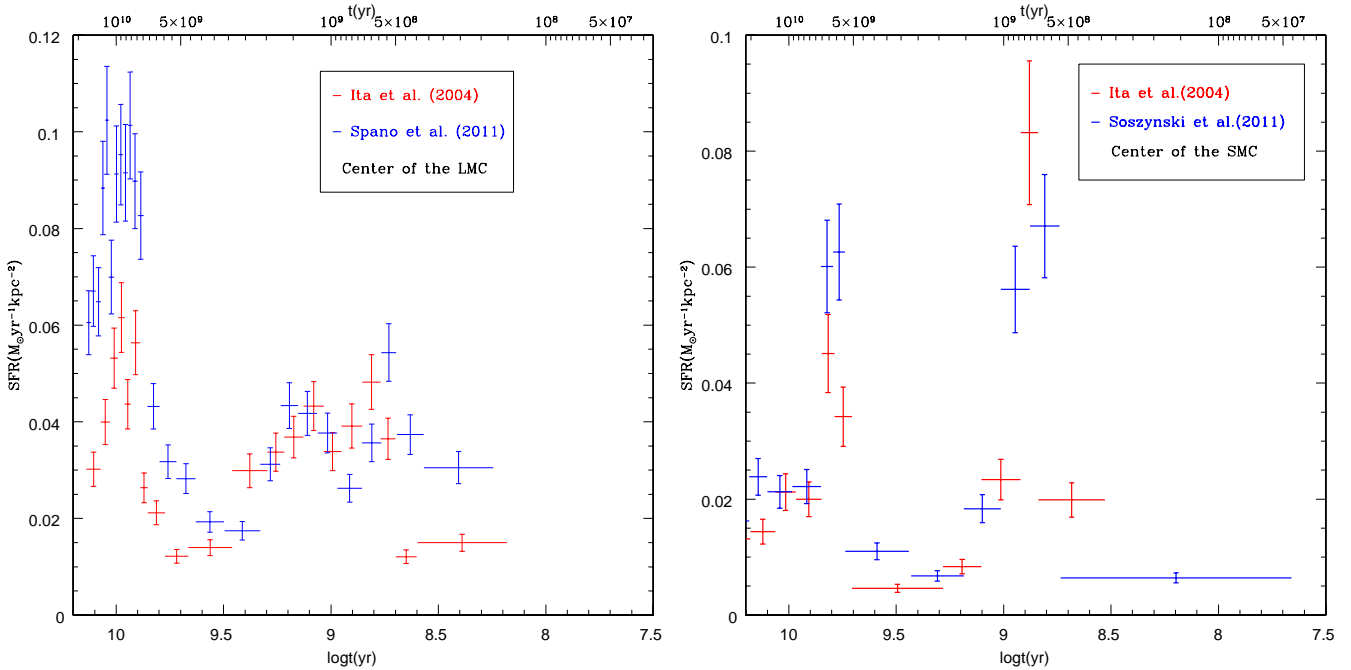 t(yr)
10¹⁰ 5×10⁹ 10⁹ 5×10⁸ 10⁸ 5×10⁷
0.12
0.1
0.08
0.06
0.04
0.02
0
SFR(M⊙yr⁻¹kpc⁻²)
Ita et al. (2004)
Spano et al. (2011)
Center of the LMC
10 9.5 9 8.5 8 7.5
logt(yr)
t(yr)
10¹⁰ 5×10⁹ 10⁹ 5×10⁸ 10⁸ 5×10⁷
0.1
0.08
0.06
0.04
0.02
0
SFR(M⊙yr⁻¹kpc⁻²)
Ita et al.(2004)
Soszynski et al.(2011)
Center of the SMC
10 9.5 9 8.5 8 7.5
logt(yr)